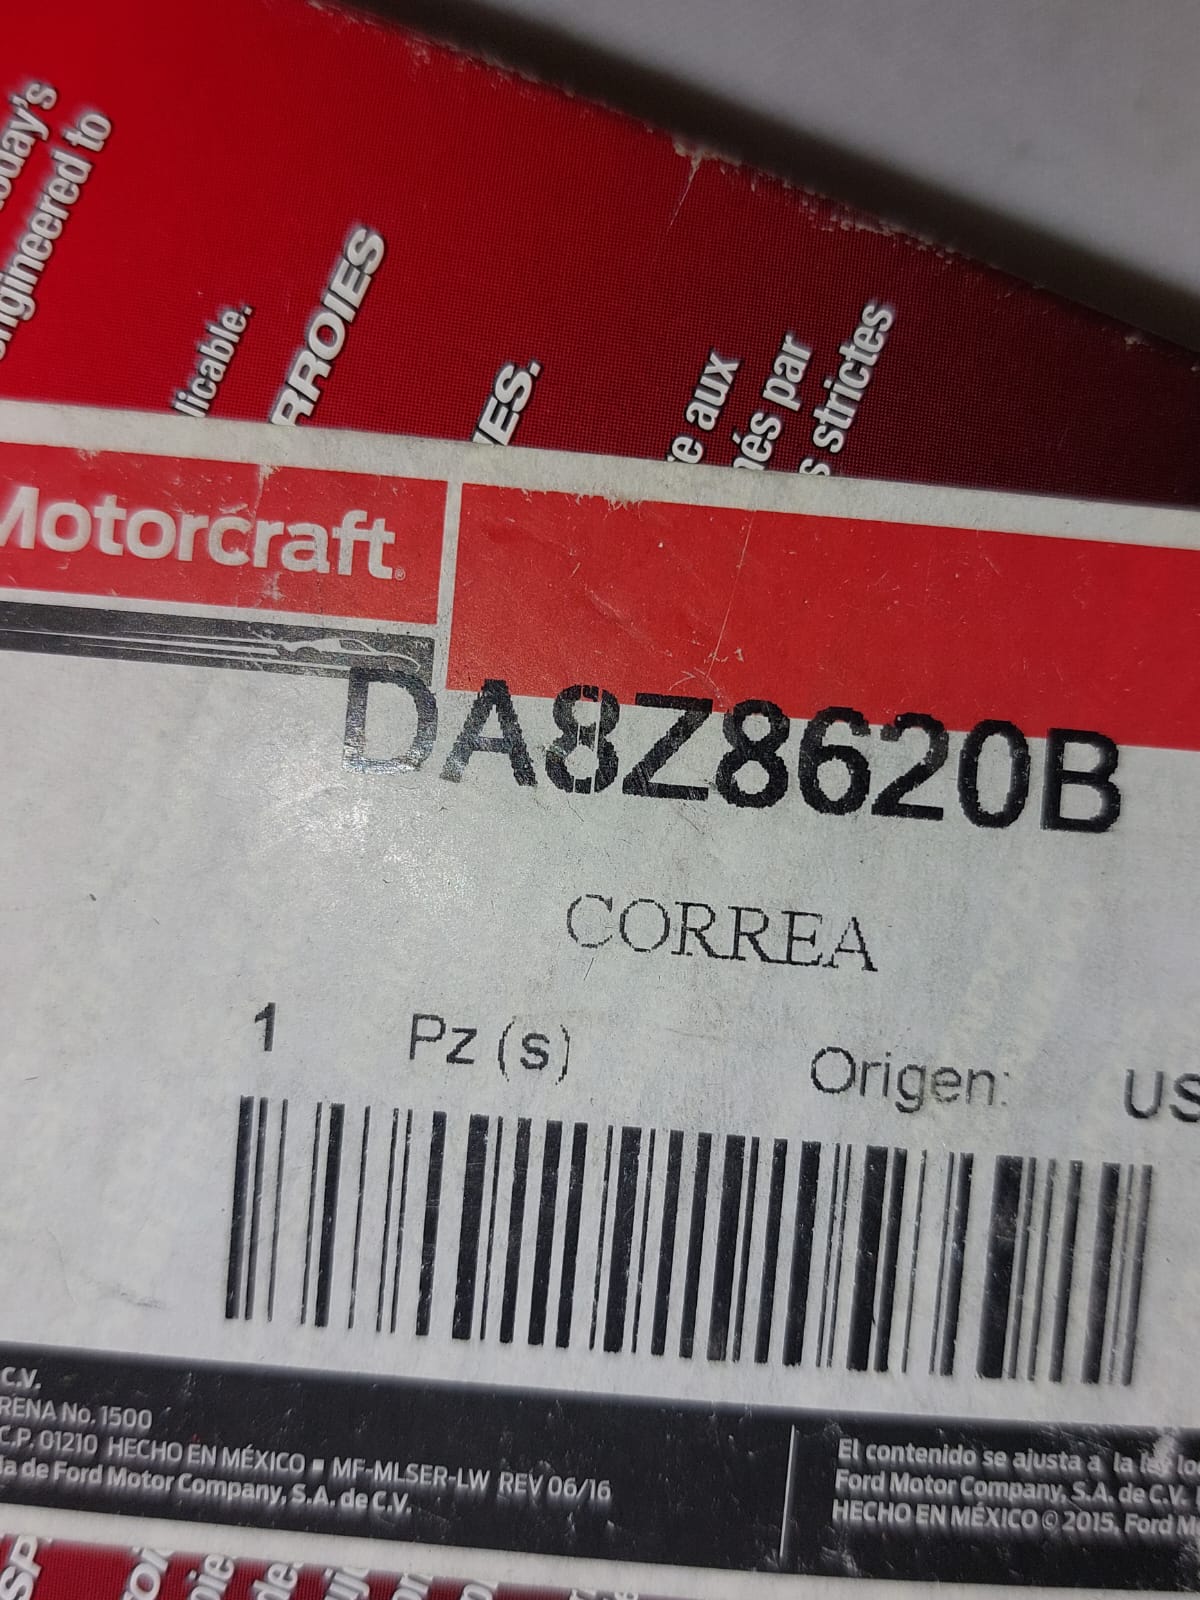 engineered to
licable.
RROIES
ES.
e aux
és par
s strictes
Motorcraft®
DA8Z8620B
CORREA
1 Pz (s) Origen: US
C.V.
RENA No. 1500
C.P. 01210 HECHO EN MÉXICO ▪ MF-MLSER-LW REV 06/16
la de Ford Motor Company, S.A. de C.V.
El contenido se ajusta a la ley
Ford Motor Company, S.A. de C.V.
HECHO EN MÉXICO © 2015, Ford M